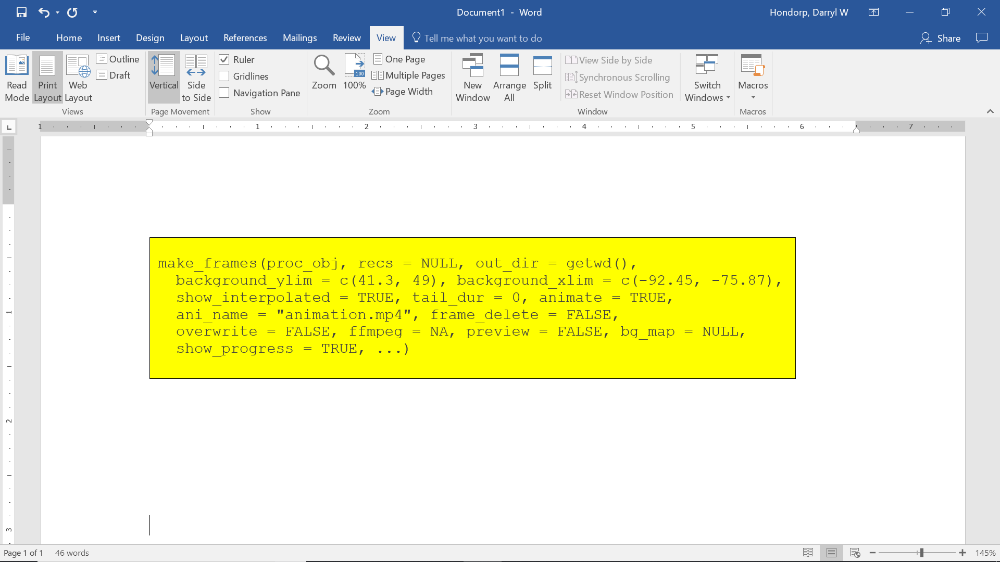 Document1 - Word
Hondorp, Darryl W
File Home Insert Design Layout References Mailings Review View Tell me what you want to do
Share
Read Mode
Print Layout
Web Layout
Outline
Draft
Views
Vertical
Side to Side
Page Movement
Ruler
Gridlines
Navigation Pane
Show
Zoom
100
100%
One Page
Multiple Pages
Page Width
Zoom
New Window
Arrange All
Split
View Side by Side
Synchronous Scrolling
Reset Window Position
Switch Windows
Window
Macros
Macros
L
1 1 2 3 4 5 6 7
make_frames(proc_obj, recs = NULL, out_dir = getwd(),
background_ylim = c(41.3, 49), background_xlim = c(-92.45, -75.87),
show_interpolated = TRUE, tail_dur = 0, animate = TRUE,
ani_name = "animation.mp4", frame_delete = FALSE,
overwrite = FALSE, ffmpeg = NA, preview = FALSE, bg_map = NULL,
show_progress = TRUE, ...)
1
2
3
Page 1 of 1 46 words
145%